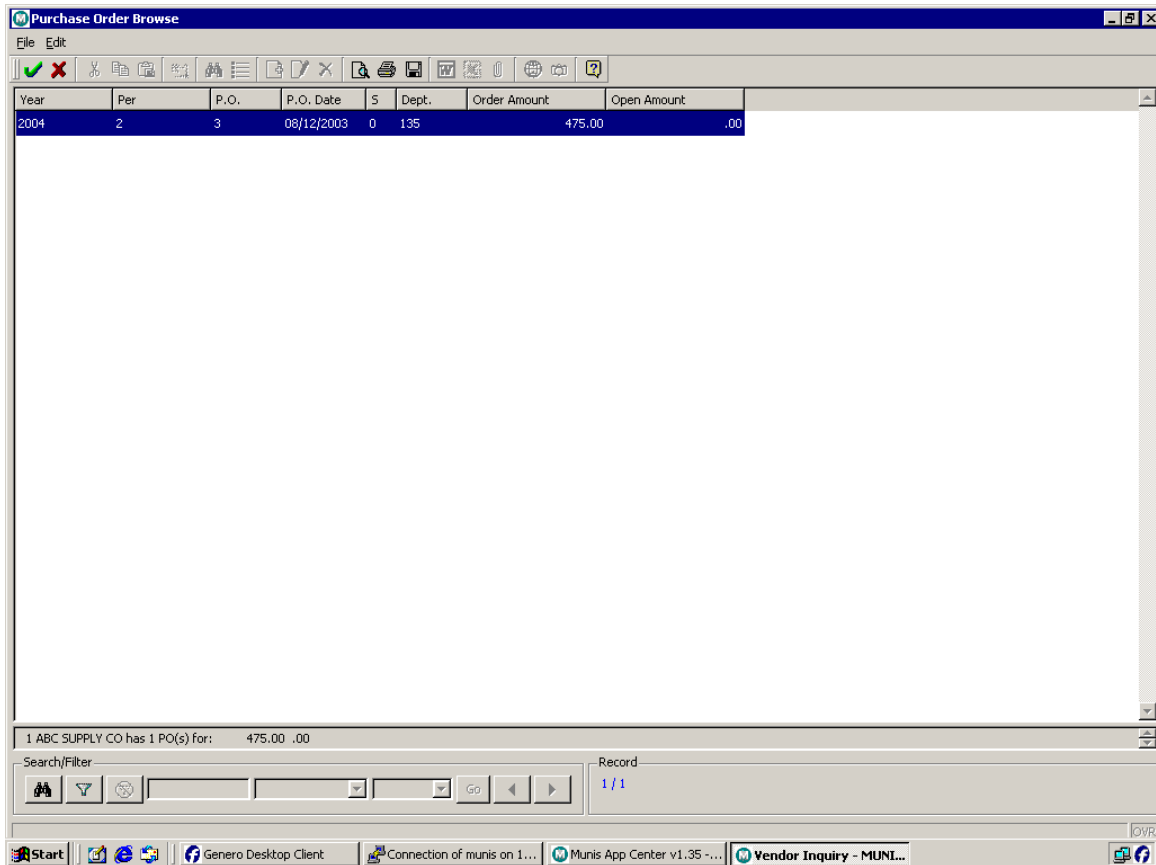 Purchase Order Browse
File Edit
Year Per P.O. P.O. Date S Dept. Order Amount Open Amount
2004 2 3 08/12/2003 0 135 475.00 .00
1 ABC SUPPLY CO has 1 PO(s) for: 475.00 .00
Search/Filter
Go
Record
1 / 1
OVR
Start Genero Desktop Client Connection of munis on 1... Munis App Center v1.35 -... Vendor Inquiry - MUNI...